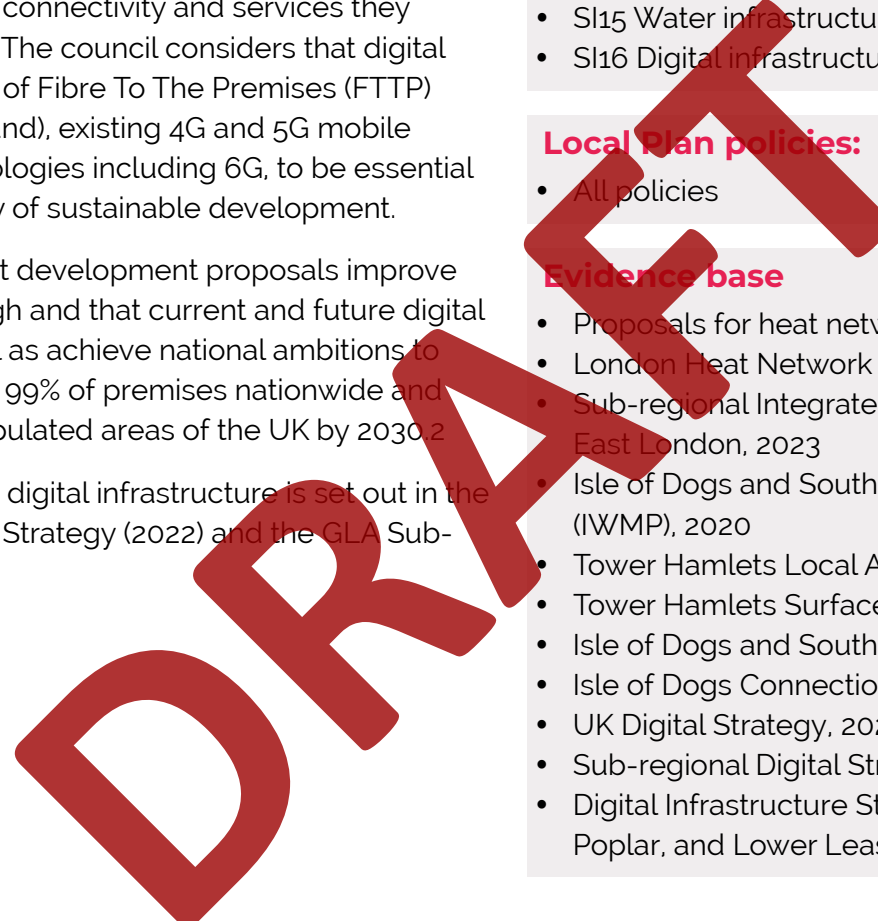 connectivity and services they
The council considers that digital
of Fibre To The Premises (FTTP)
nd), existing 4G and 5G mobile
logies including 6G, to be essential
of sustainable development.
t development proposals improve
gh and that current and future digital
as achieve national ambitions to
99% of premises nationwide and
pulated areas of the UK by 2030.2
digital infrastructure is set out in the
Strategy (2022) and the GLA Sub-
SI15 Water infrastructu
SI16 Digital infrastructu
Local Plan policies:
• All policies
Evidence base
• Proposals for heat netw
• London Heat Network
• Sub-regional Integrate
East London, 2023
• Isle of Dogs and South
(IWMP), 2020
• Tower Hamlets Local A
• Tower Hamlets Surface
• Isle of Dogs and South
• Isle of Dogs Connectio
• UK Digital Strategy, 202
• Sub-regional Digital Str
• Digital Infrastructure St
Poplar, and Lower Leas
DRAFT